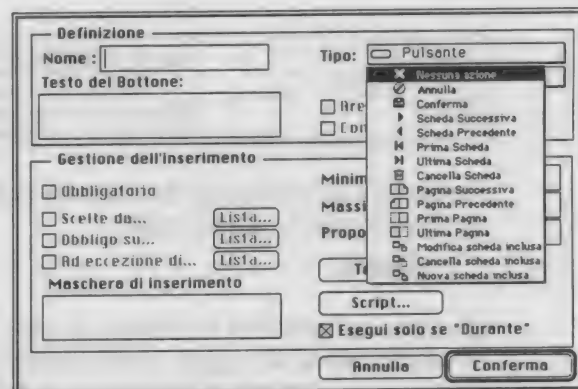 Definizione
Nome :
Tipo:
Pulsante
Testo del Bottone:
Nessuna azione
Annulla
Conferma
Scheda Successiva
Scheda Precedente
Prima Scheda
Ultima Scheda
Cancella Scheda
Pagina Successiva
Pagina Precedente
Prima Pagina
Ultima Pagina
Modifica scheda inclusa
Cancella scheda inclusa
Nuova scheda inclusa
Gestione dell'inserimento
Obbligatorio
Scelte da... Lista...
Obbligo su... Lista...
Ad eccezione di... Lista...
Maschera di inserimento
Script...
Esegui solo se "Durante"
Annulla
Conferma